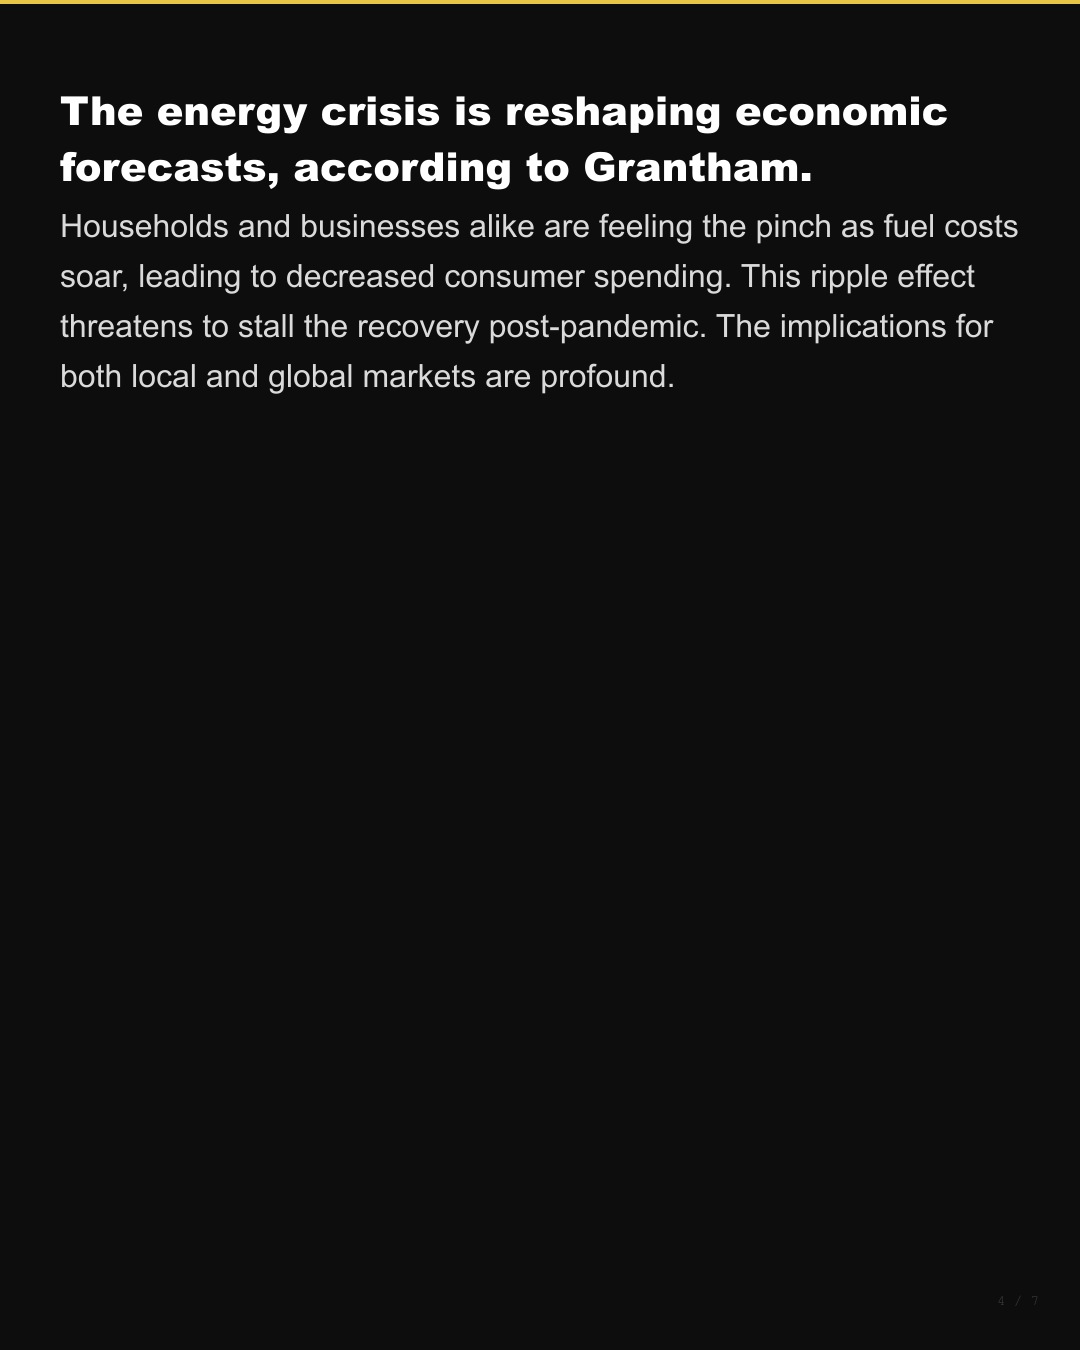 The energy crisis is reshaping economic
forecasts, according to Grantham.
Households and businesses alike are feeling the pinch as fuel costs
soar, leading to decreased consumer spending. This ripple effect
threatens to stall the recovery post-pandemic. The implications for
both local and global markets are profound.
4 / 7